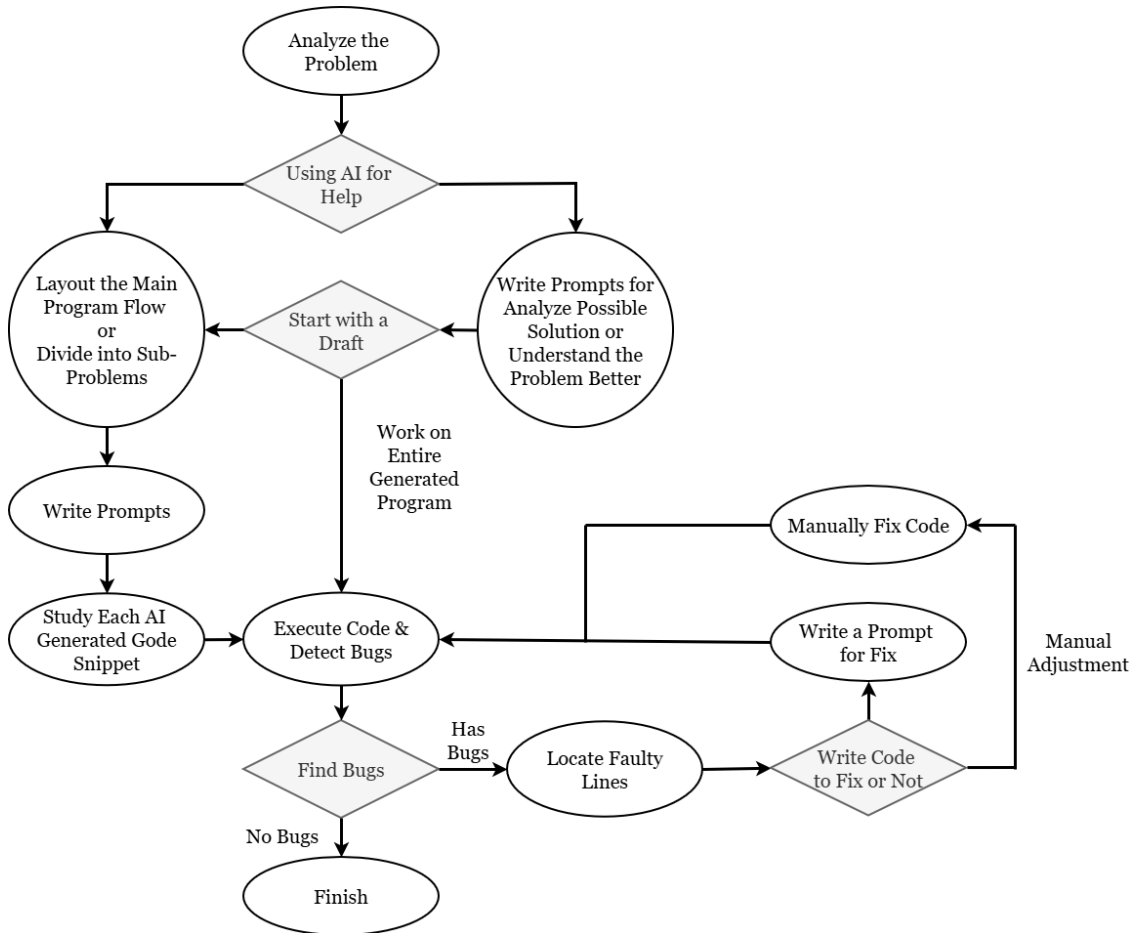 Analyze the
Problem
Using AI for
Help
Layout the Main
Program Flow
or
Divide into Sub-
Problems
Start with a
Draft
Write Prompts for
Analyze Possible
Solution or
Understand the
Problem Better
Work on
Entire
Generated
Program
Write Prompts
Manually Fix Code
Study Each AI
Generated Gode
Snippet
Execute Code &
Detect Bugs
Write a Prompt
for Fix
Manual
Adjustment
Find Bugs
Has
Bugs
Locate Faulty
Lines
Write Code
to Fix or Not
No Bugs
Finish